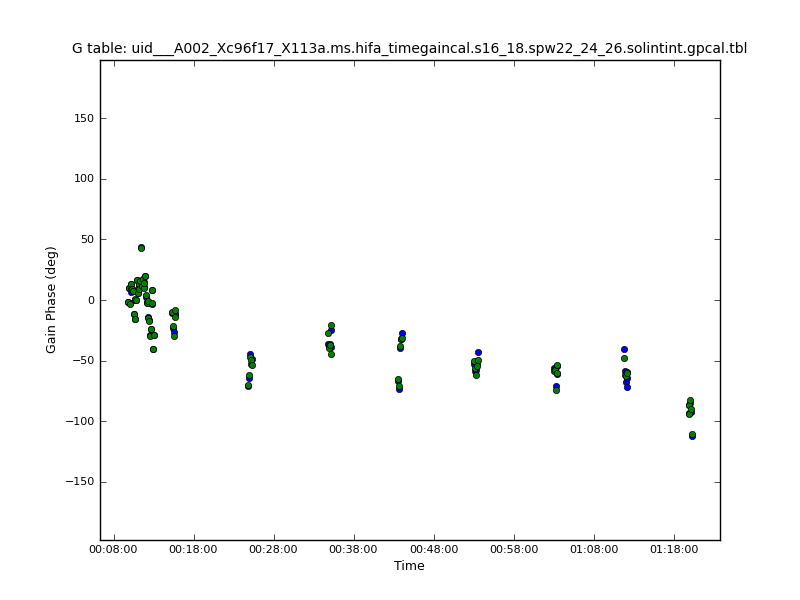 G table: uid___A002_Xc96f17_X113a.ms.hifa_timegaincal.s16_18.spw22_24_26.solintint.gpcal.tbl
150
100
50
0
−50
−100
−150
Gain Phase (deg)
00:08:00 00:18:00 00:28:00 00:38:00 00:48:00 00:58:00 01:08:00 01:18:00
Time